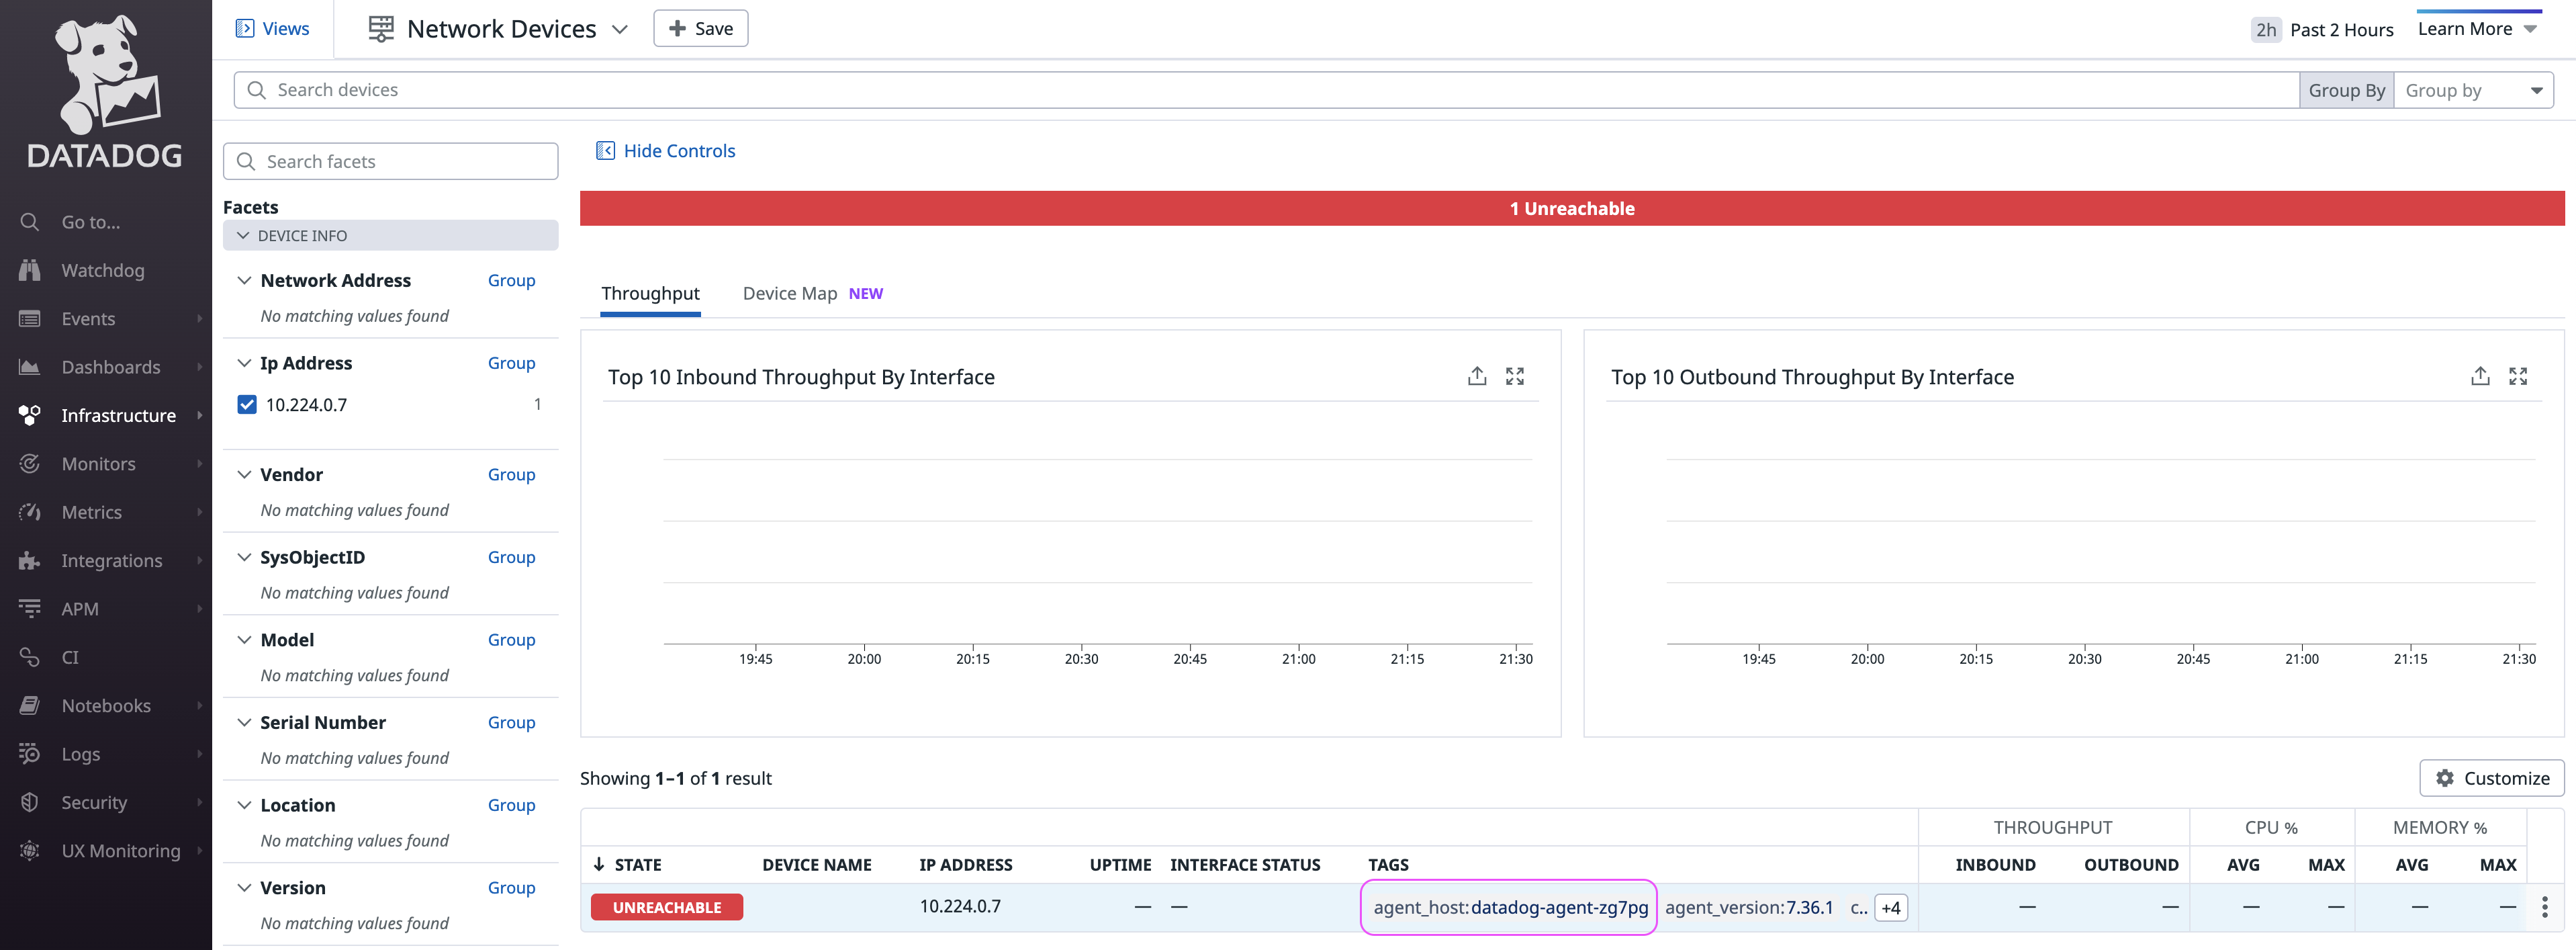 DATADOG
Go to...
Watchdog
Events
Dashboards
Infrastructure
Monitors
Metrics
Integrations
APM
CI
Notebooks
Logs
Security
UX Monitoring
Views
Network Devices
Save
2h Past 2 Hours
Learn More
Search devices
Group By
Group by
Search facets
Facets
DEVICE INFO
Network Address Group
No matching values found
Ip Address Group
10.224.0.7 1
Vendor Group
No matching values found
SysObjectID Group
No matching values found
Model Group
No matching values found
Serial Number Group
No matching values found
Location Group
No matching values found
Version Group
No matching values found
Hide Controls
1 Unreachable
Throughput Device Map NEW
Top 10 Inbound Throughput By Interface
19:45 20:00 20:15 20:30 20:45 21:00 21:15 21:30
Top 10 Outbound Throughput By Interface
19:45 20:00 20:15 20:30 20:45 21:00 21:15 21:30
Showing 1–1 of 1 result
Customize
THROUGHPUT CPU % MEMORY %
STATE DEVICE NAME IP ADDRESS UPTIME INTERFACE STATUS TAGS INBOUND OUTBOUND AVG MAX AVG MAX
UNREACHABLE 10.224.0.7 — — agent_host:datadog-agent-zg7pg agent_version:7.36.1 c.. +4 — — — — — —